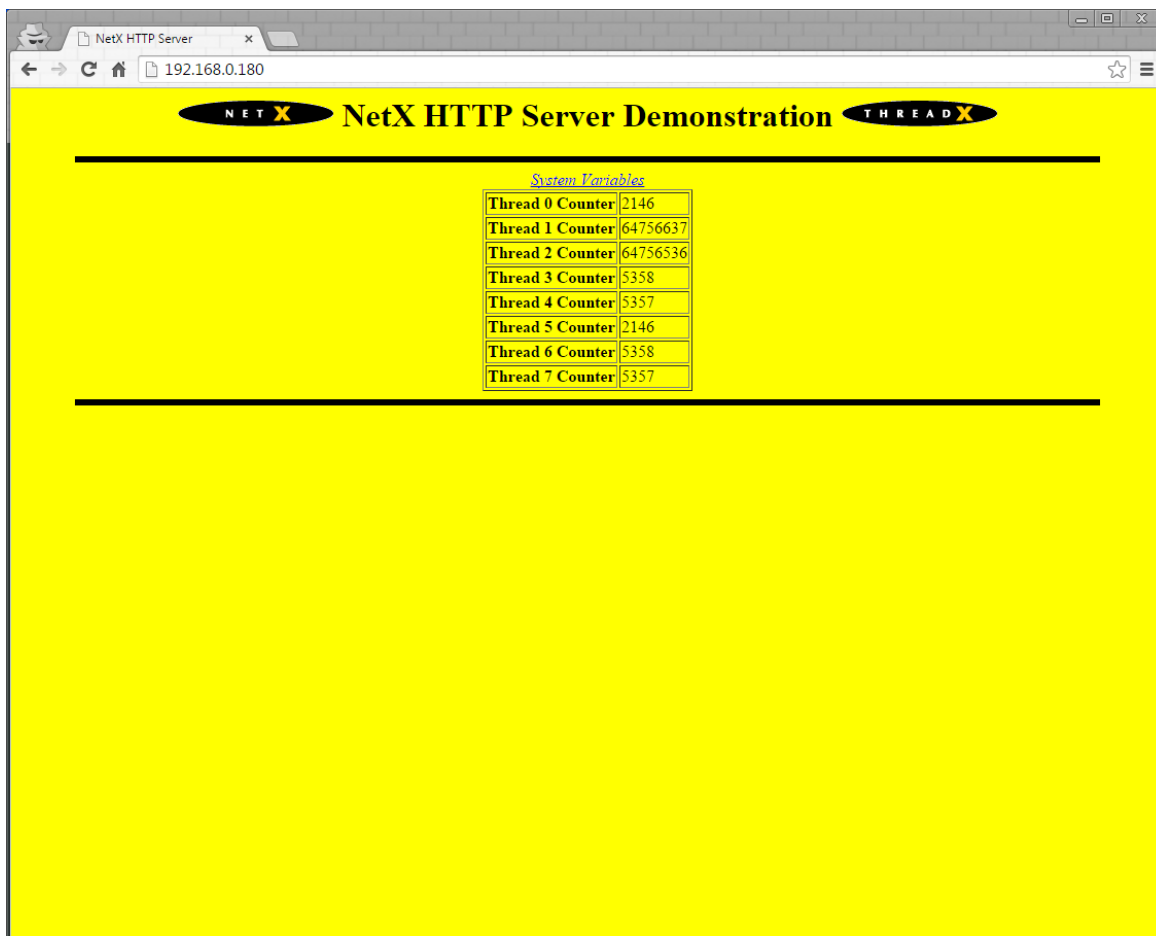 NetX HTTP Server
192.168.0.180
NETX NetX HTTP Server Demonstration THREADX
System Variables
Thread 0 Counter 2146
Thread 1 Counter 64756637
Thread 2 Counter 64756536
Thread 3 Counter 5358
Thread 4 Counter 5357
Thread 5 Counter 2146
Thread 6 Counter 5358
Thread 7 Counter 5357